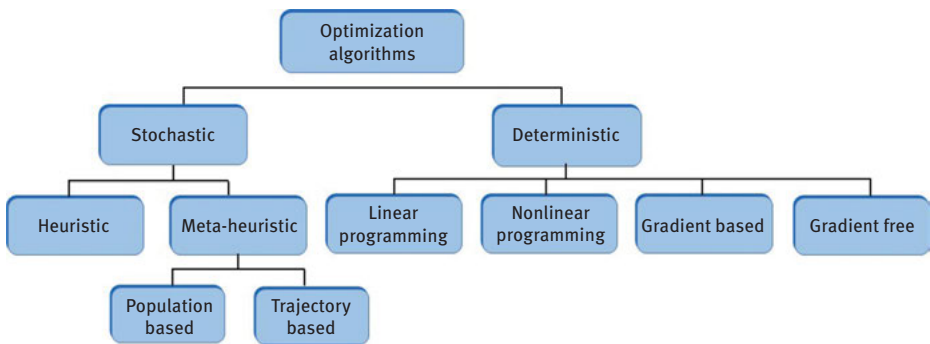 Optimization
algorithms
Stochastic
Deterministic
Heuristic
Meta-heuristic
Linear
programming
Nonlinear
programming
Gradient based
Gradient free
Population
based
Trajectory
based